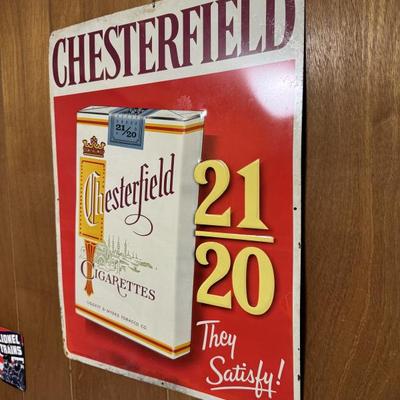 CHESTERFIELD
21/20
Chesterfield
CIGARETTES
LIGGETT & MYERS TOBACCO CO.
21
20
They
Satisfy!
LIONEL
TRAINS